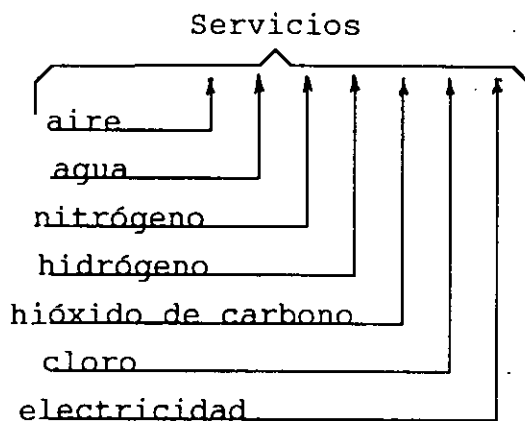 Servicios
aire
agua
nitrógeno
hidrógeno
hióxido de carbono
cloro
electricidad